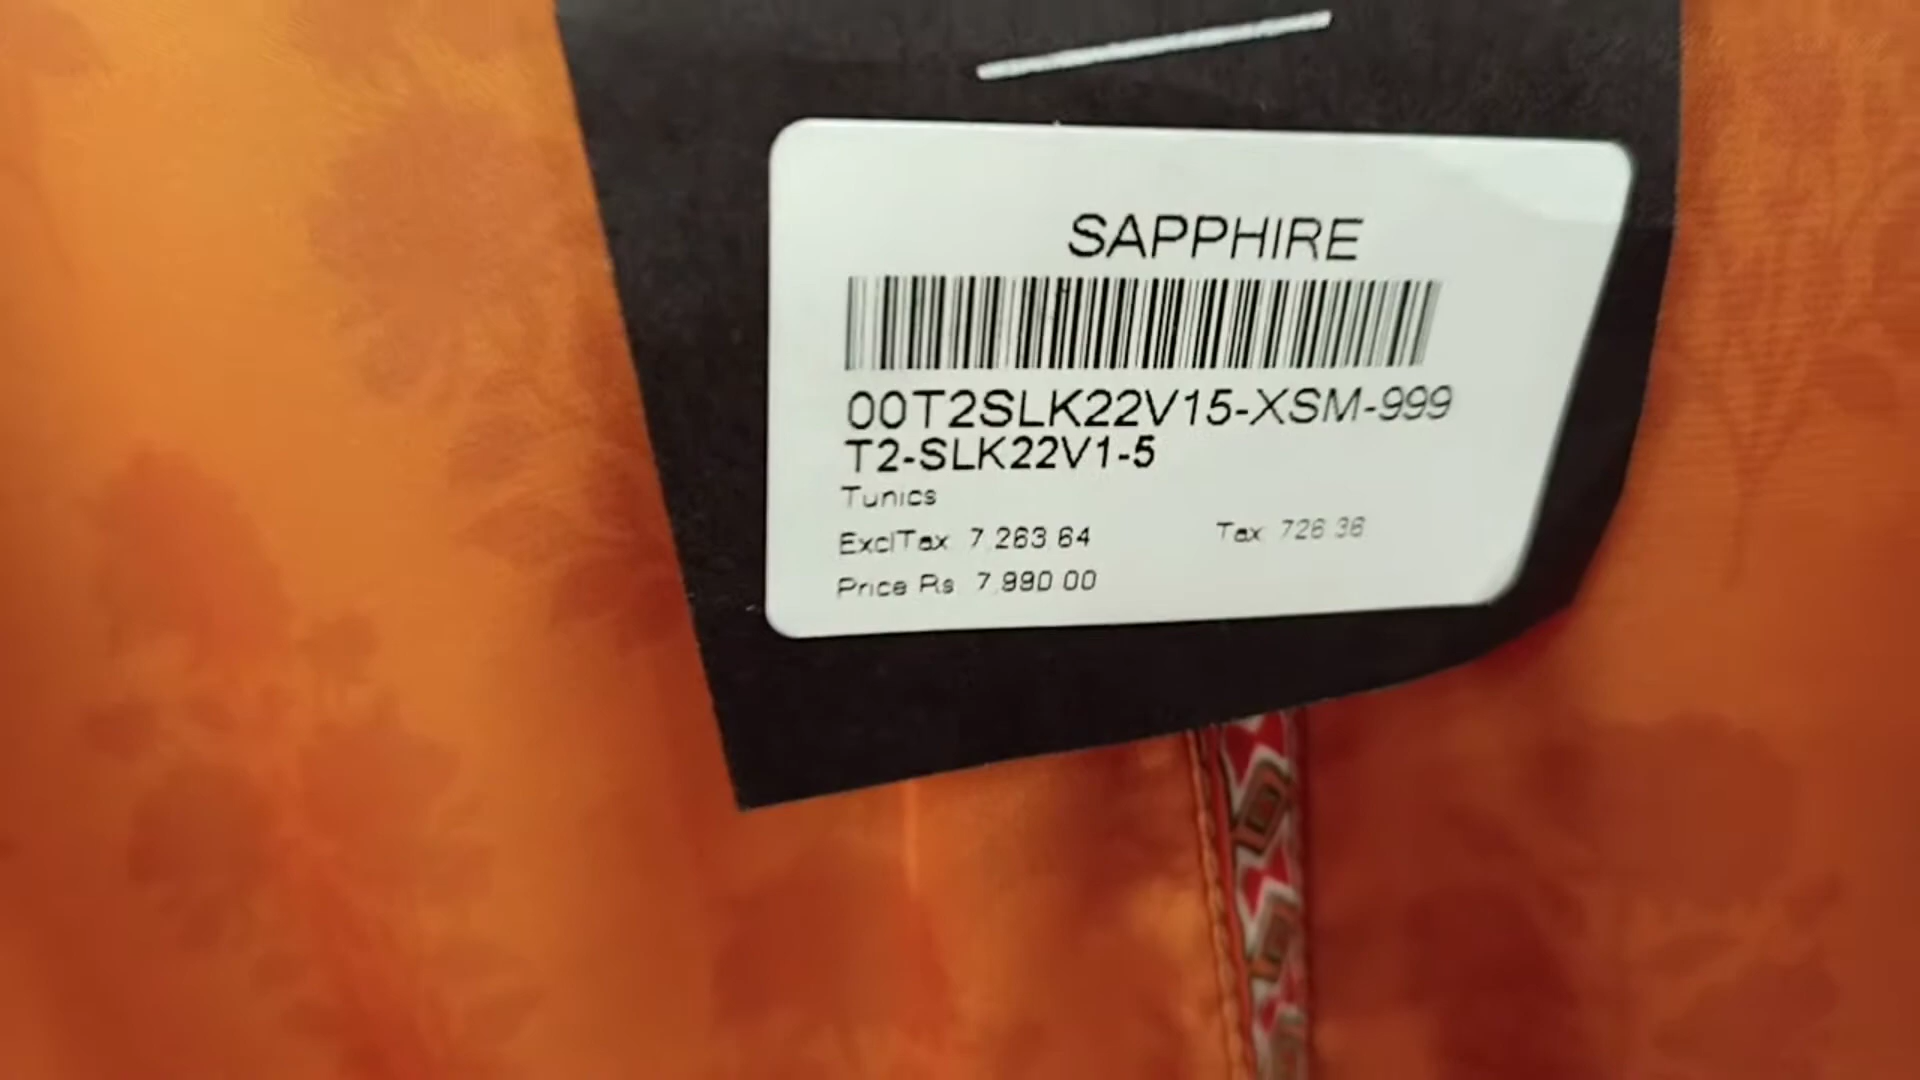 SAPPHIRE
00T2SLK22V15-XSM-999
T2-SLK22V1-5
Tunics
ExclTax 7,263.64 Tax 726.36
Price Rs 7,990.00